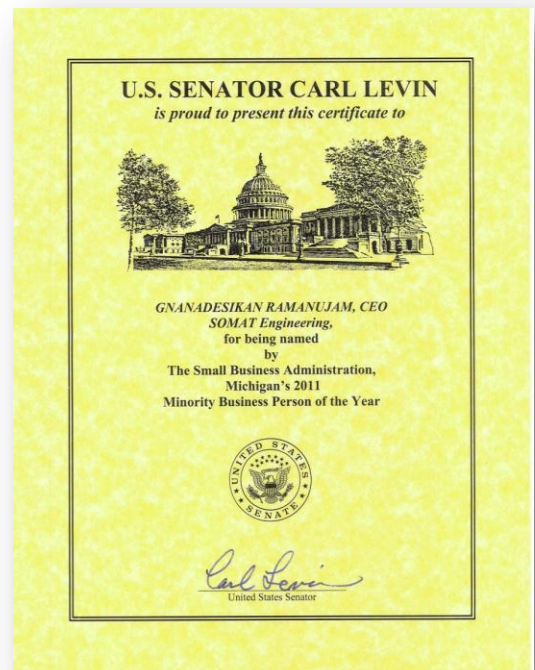 U.S. SENATOR CARL LEVIN
is proud to present this certificate to
GNANADESIKAN RAMANUJAM, CEO
SOMAT Engineering,
for being named
by
The Small Business Administration,
Michigan's 2011
Minority Business Person of the Year
UNITED STATES
SENATE
Carl Levin
United States Senator